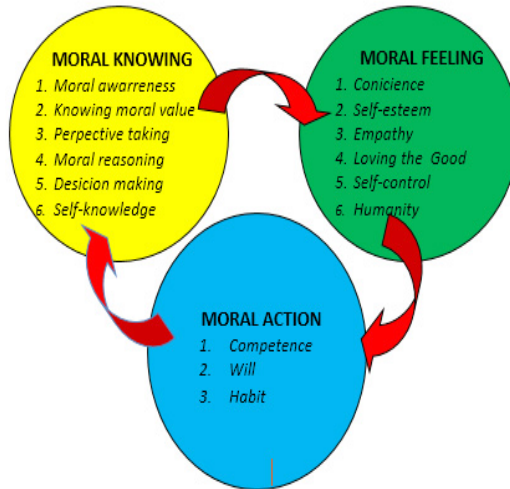 MORAL KNOWING
1. Moral awarreness
2. Knowing moral value
3. Perpective taking
4. Moral reasoning
5. Desicion making
6. Self-knowledge
MORAL FEELING
1. Conicience
2. Self-esteem
3. Empathy
4. Loving the Good
5. Self-control
6. Humanity
MORAL ACTION
1. Competence
2. Will
3. Habit